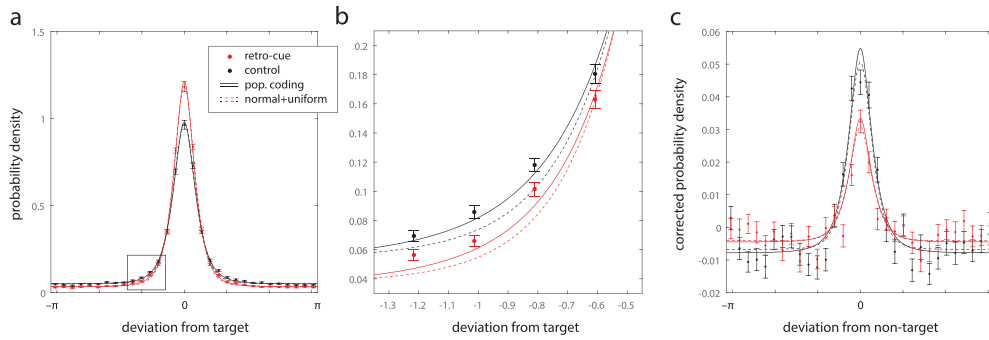 a
1.5
1
0.5
0
−π
0
π
probability density
deviation from target
retro-cue
control
pop. coding
normal+uniform
b
0.2
0.18
0.16
0.14
0.12
0.10
0.08
0.06
0.04
-1.3 -1.2 -1.1 -1 -0.9 -0.8 -0.7 -0.6 -0.5
deviation from target
c
0.06
0.05
0.04
0.03
0.02
0.01
0
-0.01
-0.02
−π
0
π
corrected probability density
deviation from non-target